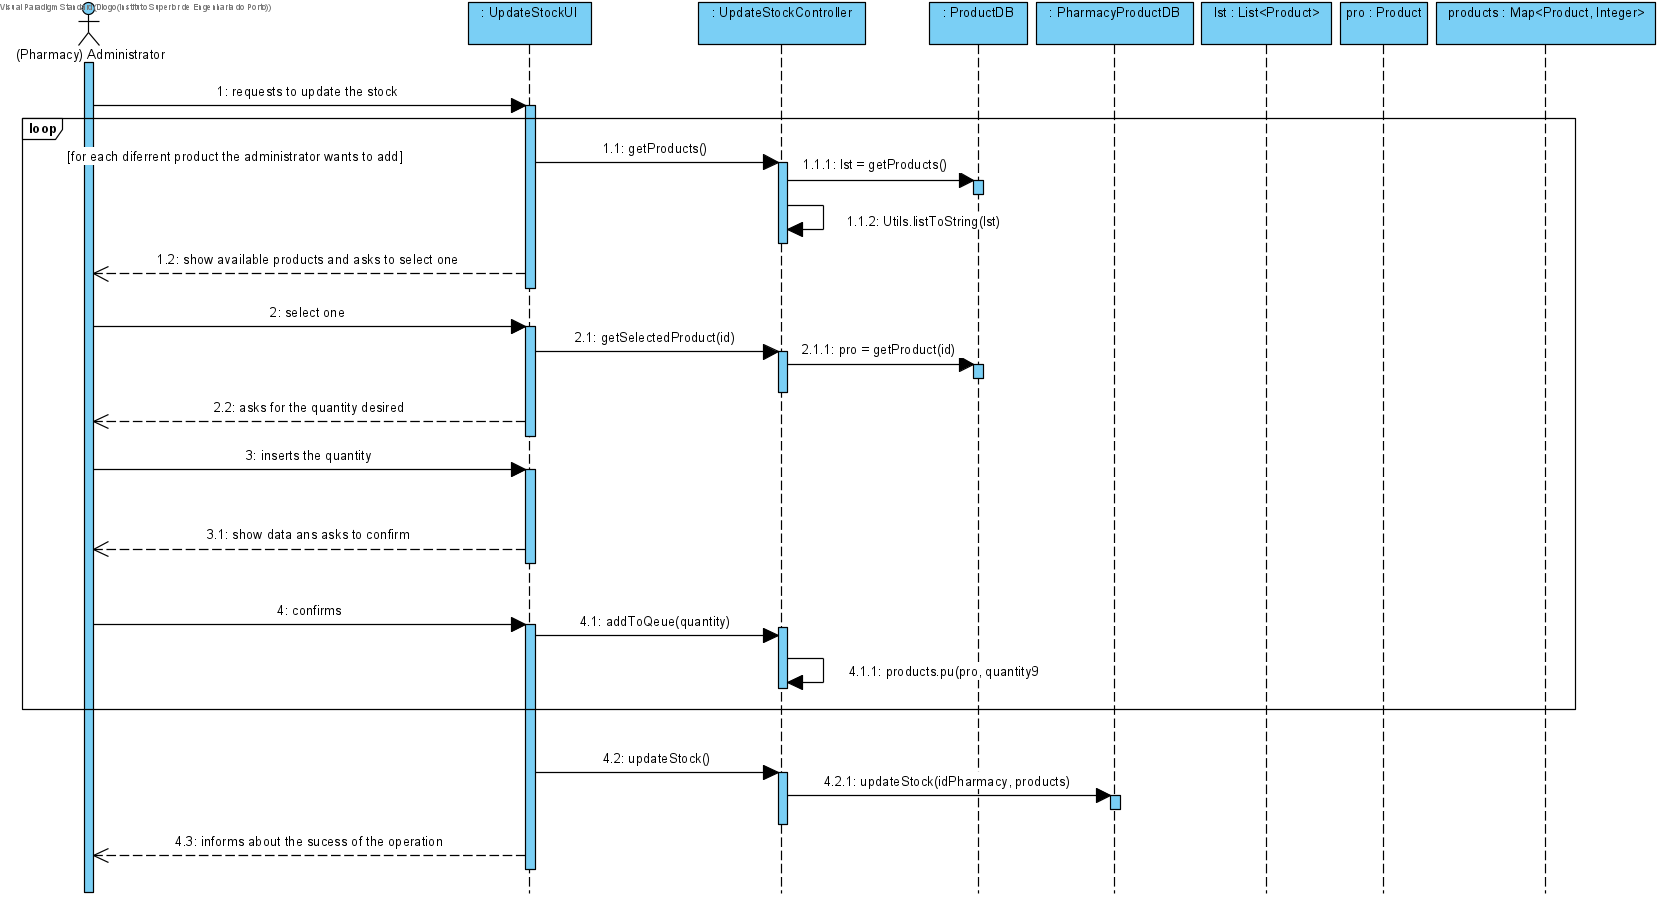 Visual Paradigm Standard(Diogo(Instituto Superior de Engenharia do Porto))
: UpdateStockUI
: UpdateStockController
: ProductDB
: PharmacyProductDB
lst : List<Product>
pro : Product
products : Map<Product, Integer>
(Pharmacy) Administrator
1: requests to update the stock
loop
[for each diferrent product the administrator wants to add]
1.1: getProducts()
1.1.1: lst = getProducts()
1.1.2: Utils.listToString(lst)
1.2: show available products and asks to select one
2: select one
2.1: getSelectedProduct(id)
2.1.1: pro = getProduct(id)
2.2: asks for the quantity desired
3: inserts the quantity
3.1: show data ans asks to confirm
4: confirms
4.1: addToQeue(quantity)
4.1.1: products.pu(pro, quantity9
4.2: updateStock()
4.2.1: updateStock(idPharmacy, products)
4.3: informs about the sucess of the operation